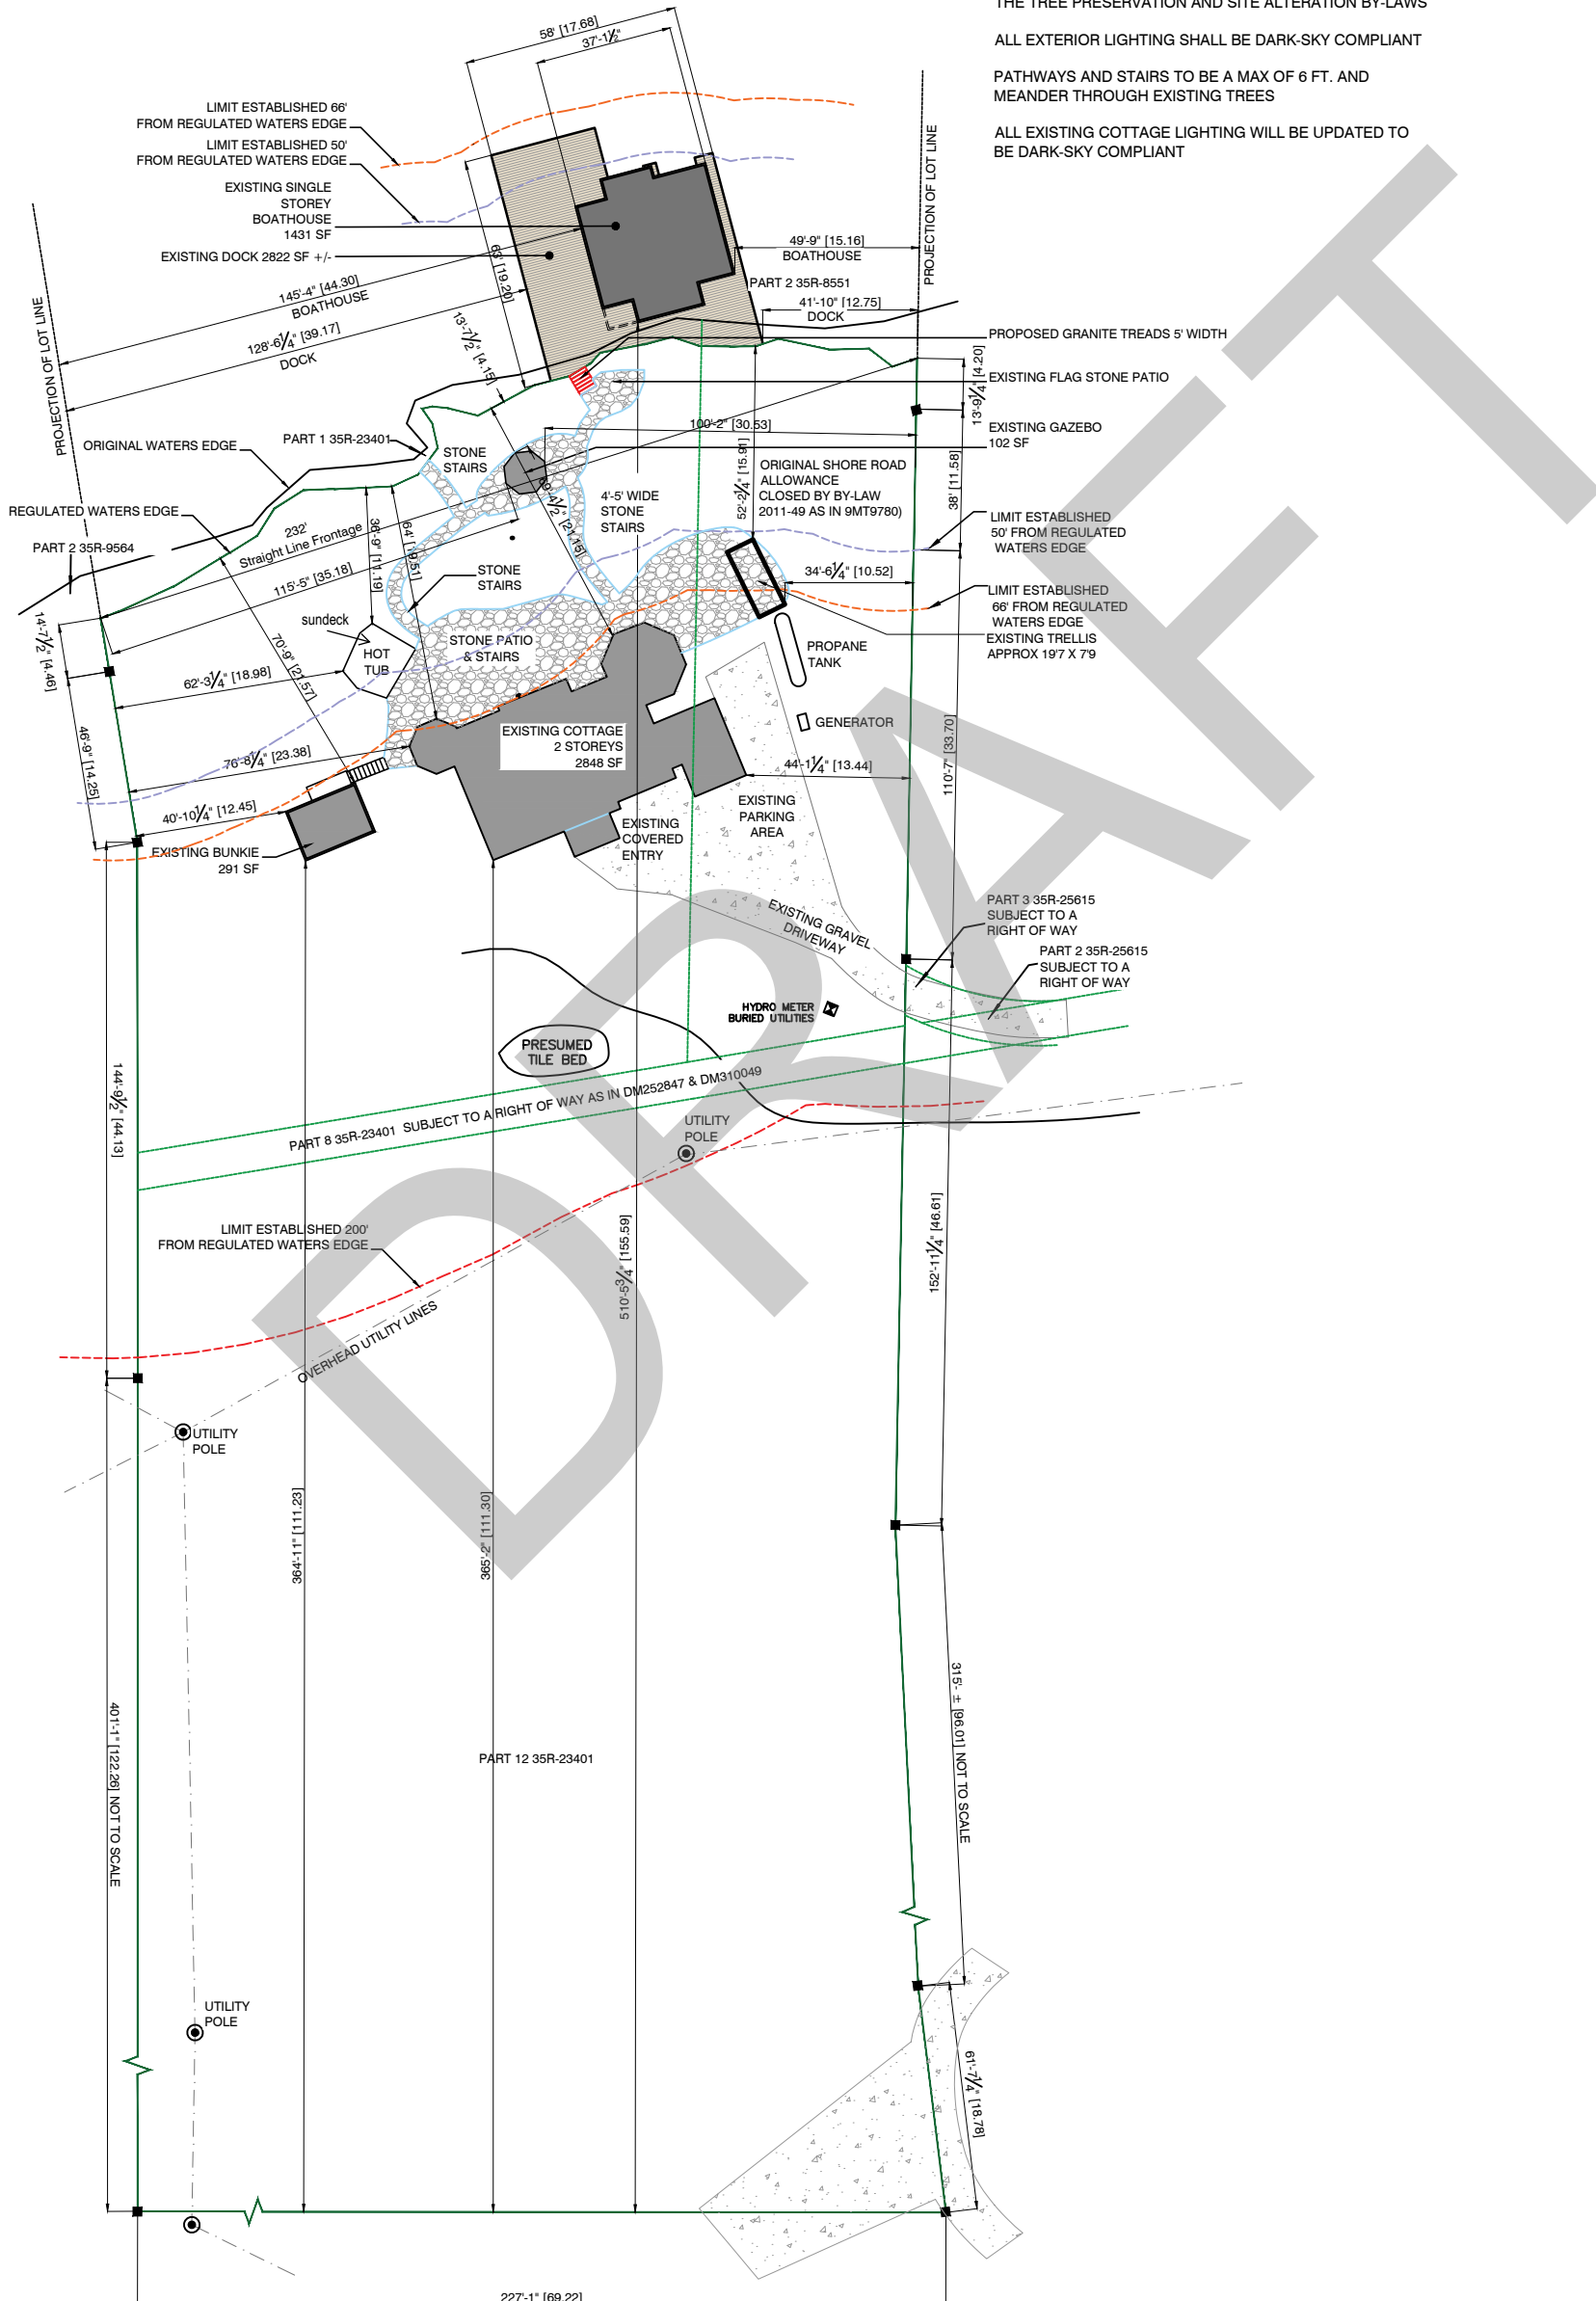 THE TREE PRESERVATION AND SITE ALTERATION BY-LAWS
ALL EXTERIOR LIGHTING SHALL BE DARK-SKY COMPLIANT
PATHWAYS AND STAIRS TO BE A MAX OF 6 FT. AND
MEANDER THROUGH EXISTING TREES
ALL EXISTING COTTAGE LIGHTING WILL BE UPDATED TO
BE DARK-SKY COMPLIANT
58' [17.68]
37'-1½"
LIMIT ESTABLISHED 66'
FROM REGULATED WATERS EDGE
LIMIT ESTABLISHED 50'
FROM REGULATED WATERS EDGE
EXISTING SINGLE
STOREY
BOATHOUSE
1431 SF
EXISTING DOCK 2822 SF +/-
63' [19.20]
49'-9" [15.16]
BOATHOUSE
PROJECTION OF LOT LINE
PART 2 35R-8551
41'-10" [12.75]
DOCK
145'-4" [44.30]
BOATHOUSE
128'-6¼" [39.17]
DOCK
PROJECTION OF LOT LINE
13'-7½" [4.15]
PROPOSED GRANITE TREADS 5' WIDTH
EXISTING FLAG STONE PATIO
13'-9¼" [4.20]
EXISTING GAZEBO
102 SF
100'-2" [30.53]
ORIGINAL WATERS EDGE
PART 1 35R-23401
STONE
STAIRS
52'-2¼" [15.91]
ORIGINAL SHORE ROAD
ALLOWANCE
CLOSED BY BY-LAW
2011-49 AS IN 9MT9780)
38' [11.58]
4'-5' WIDE
STONE
STAIRS
69'-4½" [21.15]
REGULATED WATERS EDGE
PART 2 35R-9564
232'
Straight Line Frontage
36'-9" [11.19]
64' [19.51]
LIMIT ESTABLISHED
50' FROM REGULATED
WATERS EDGE
115'-5" [35.18]
STONE
STAIRS
34'-6¼" [10.52]
LIMIT ESTABLISHED
66' FROM REGULATED
WATERS EDGE
EXISTING TRELLIS
APPROX 19'7 X 7'9
14'-7½" [4.46]
sundeck
HOT
TUB
STONE PATIO
& STAIRS
PROPANE
TANK
70'-9" [21.57]
62'-3¼" [18.98]
GENERATOR
EXISTING COTTAGE
2 STOREYS
2848 SF
46'-9" [14.25]
76'-8¼" [23.38]
44'-1¼" [13.44]
110'-7" [33.70]
40'-10¼" [12.45]
EXISTING
PARKING
AREA
EXISTING
COVERED
ENTRY
EXISTING BUNKIE
291 SF
EXISTING GRAVEL
DRIVEWAY
PART 3 35R-25615
SUBJECT TO A
RIGHT OF WAY
PART 2 35R-25615
SUBJECT TO A
RIGHT OF WAY
HYDRO METER
BURIED UTILITIES
PRESUMED
TILE BED
144'-9½" [44.13]
PART 8 35R-23401 SUBJECT TO A RIGHT OF WAY AS IN DM252847 & DM310049
UTILITY
POLE
LIMIT ESTABLISHED 200'
FROM REGULATED WATERS EDGE
510'-5¾" [155.59]
152'-11¼" [46.61]
OVERHEAD UTILITY LINES
UTILITY
POLE
364'-11" [111.23]
365'-2" [111.30]
401'-1" [122.26] NOT TO SCALE
315'- ± [96.01] NOT TO SCALE
PART 12 35R-23401
UTILITY
POLE
61'-7¼" [18.78]
227'-1" [69.22]
DRAFT